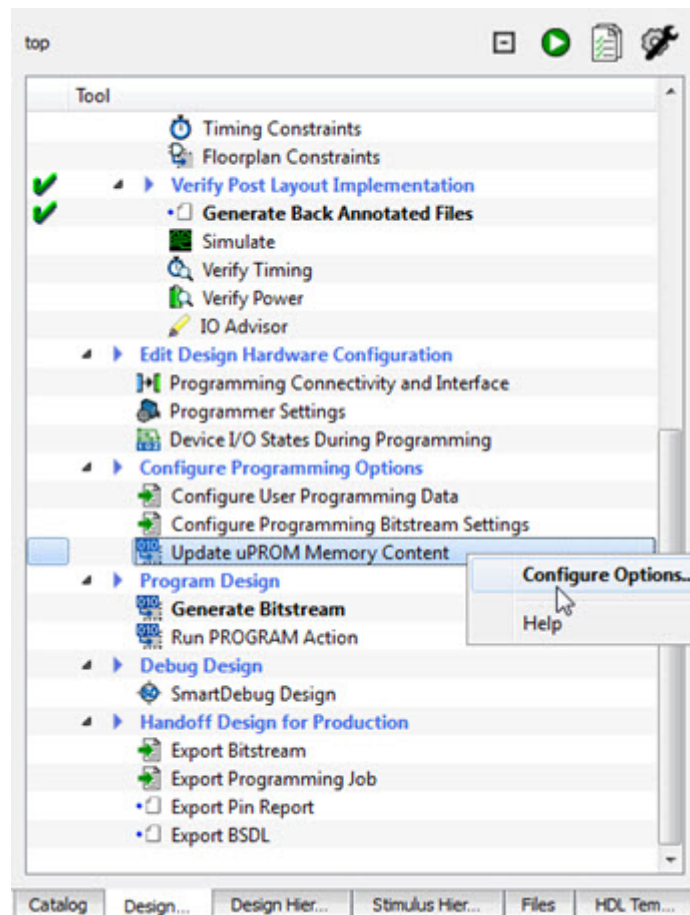 top
Tool
Timing Constraints
Floorplan Constraints
Verify Post Layout Implementation
Generate Back Annotated Files
Simulate
Verify Timing
Verify Power
IO Advisor
Edit Design Hardware Configuration
Programming Connectivity and Interface
Programmer Settings
Device I/O States During Programming
Configure Programming Options
Configure User Programming Data
Configure Programming Bitstream Settings
Update uPROM Memory Content
Configure Options...
Program Design
Generate Bitstream
Help
Run PROGRAM Action
Debug Design
SmartDebug Design
Handoff Design for Production
Export Bitstream
Export Programming Job
Export Pin Report
Export BSDL
Catalog Design... Design Hier... Stimulus Hier... Files HDL Tem...